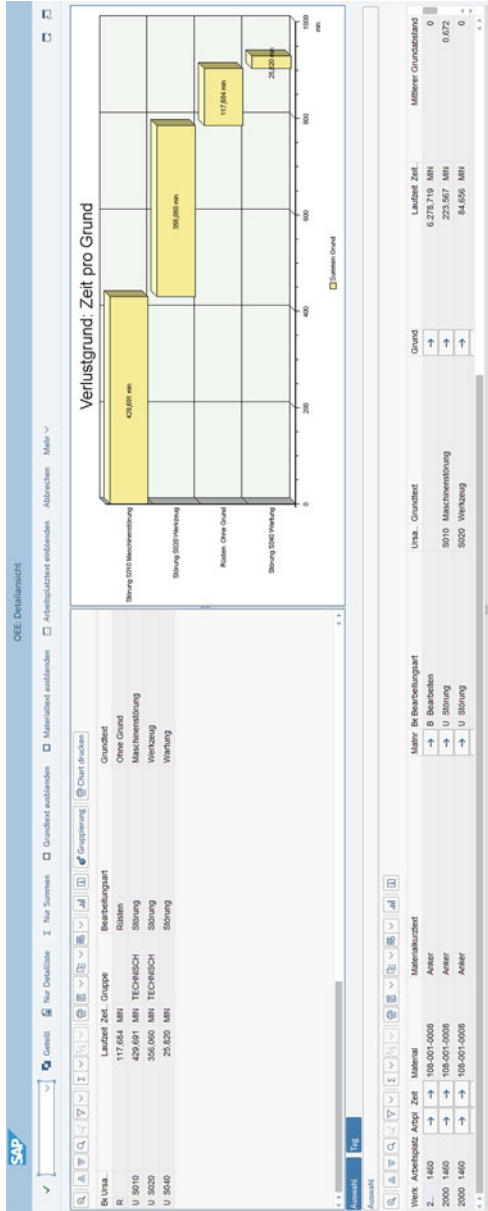 SAP
OEE: Detailansicht
Geteilt Nur Detailliste Σ Nur Summen Grundtext ausblenden Materialtext ausblenden Arbeitsplatztext einblenden Abbrechen Mehr
Gruppierung Chart drucken
Be Ursa.. Laufzeit Zeit.. Gruppe Bearbeitungsart Grundtext
R 117,684 MIN Rüsten Ohne Grund
U S010 429,691 MIN TECHNISCH Störung Maschinenstörung
U S020 356,060 MIN TECHNISCH Störung Werkzeug
U S040 25,820 MIN Störung Wartung
Verlustgrund: Zeit pro Grund
Störung S010 Maschinenstörung 429,691 min
Störung S020 Werkzeug 356,060 min
Rüsten Ohne Grund 117,684 min
Störung S040 Wartung 25,820 min
0 200 400 600 800 1000
min
Summen Grund
Auswahl Tag
Auswahl
Werk Arbeitsplatz Arbpl Zeit Material Materialkurztext Matnr Be Bearbeitungsart Ursa.. Grundtext Grund Laufzeit Zeit.. Mittlerer Grundabstand
2... 1460 108-001-0008 Anker B Bearbeiten 6.278,719 MIN 0
2000 1460 108-001-0008 Anker U Störung S010 Maschinenstörung 223,567 MIN 0,672
2000 1460 108-001-0008 Anker U Störung S020 Werkzeug 84,656 MIN 0